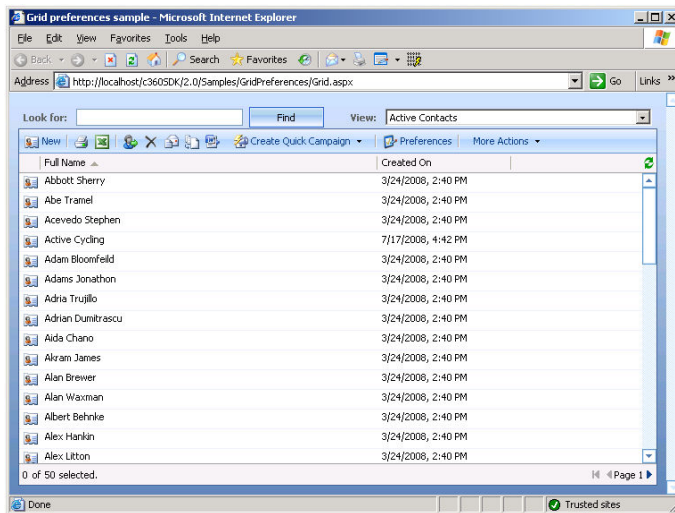 Grid preferences sample - Microsoft Internet Explorer
File Edit View Favorites Tools Help
Back Search Favorites
Address http://localhost/c360SDK/2.0/Samples/GridPreferences/Grid.aspx Go Links »
Look for: Find View: Active Contacts
New Create Quick Campaign Preferences More Actions
Full Name Created On
Abbott Sherry 3/24/2008, 2:40 PM
Abe Tramel 3/24/2008, 2:40 PM
Acevedo Stephen 3/24/2008, 2:40 PM
Active Cycling 7/17/2008, 4:42 PM
Adam Bloomfeild 3/24/2008, 2:40 PM
Adams Jonathon 3/24/2008, 2:40 PM
Adria Trujillo 3/24/2008, 2:40 PM
Adrian Dumitrascu 3/24/2008, 2:40 PM
Aida Chano 3/24/2008, 2:40 PM
Akram James 3/24/2008, 2:40 PM
Alan Brewer 3/24/2008, 2:40 PM
Alan Waxman 3/24/2008, 2:40 PM
Albert Behnke 3/24/2008, 2:40 PM
Alex Hankin 3/24/2008, 2:40 PM
Alex Litton 3/24/2008, 2:40 PM
0 of 50 selected. Page 1
Done Trusted sites